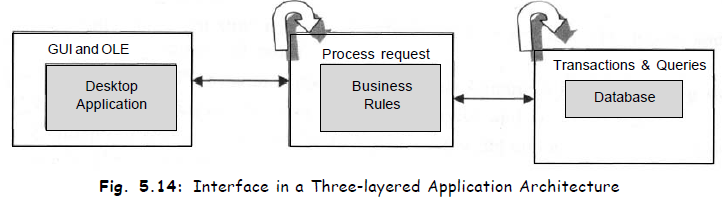 GUI and OLE
Desktop
Application
Process request
Business
Rules
Transactions & Queries
Database
Fig. 5.14: Interface in a Three-layered Application Architecture